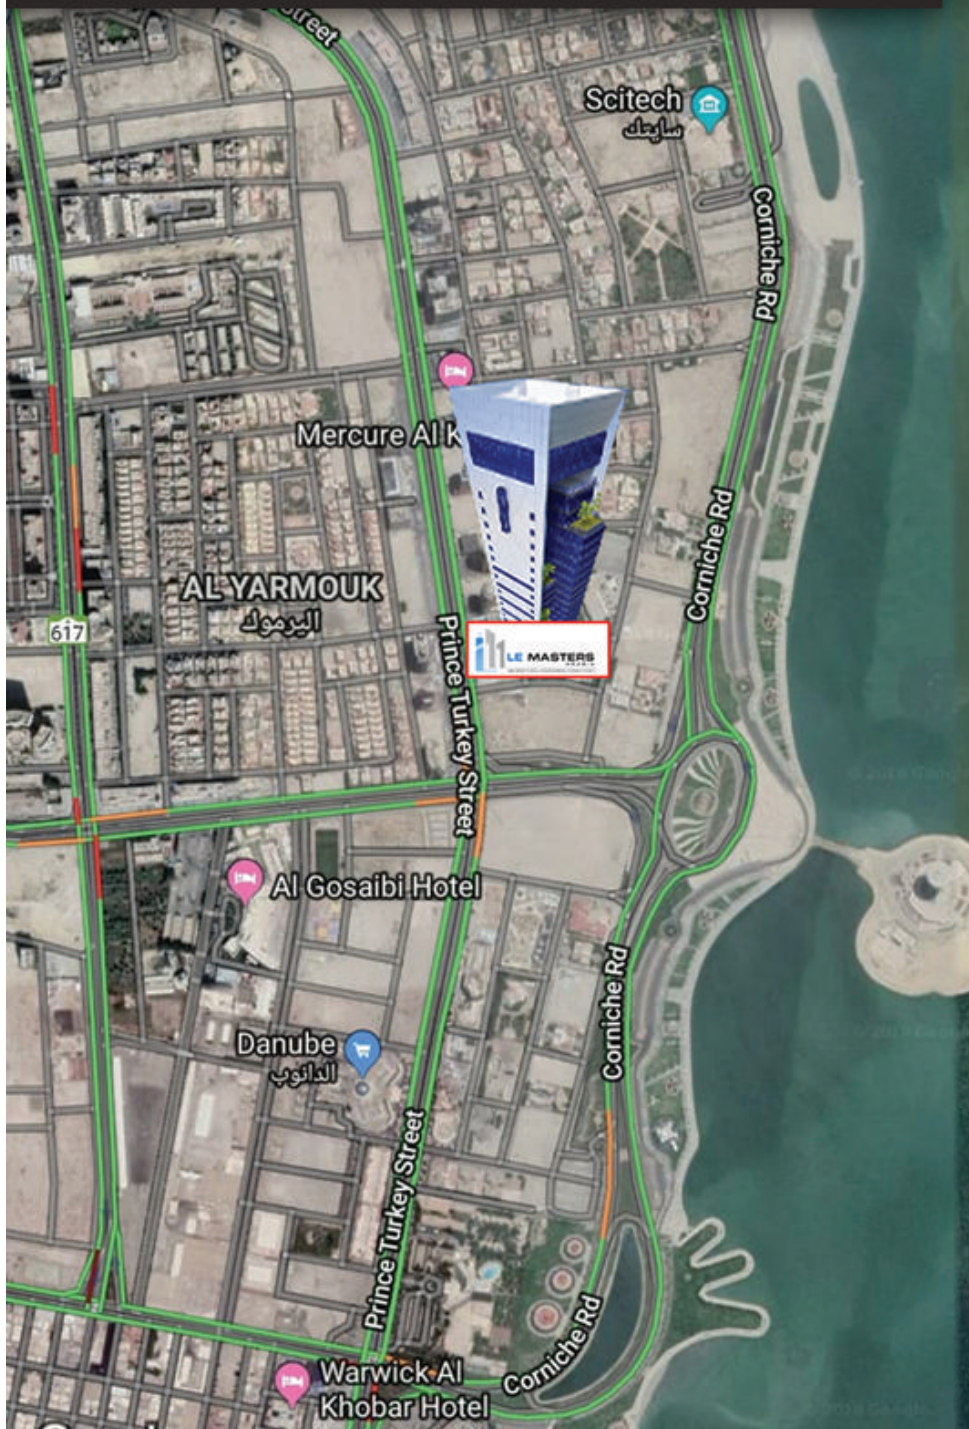 Street
Scitech
سايتك
Corniche Rd
Mercure Al K
Corniche Rd
AL YARMOUK
اليرموك
617
Prince Turkey Street
LE MASTERS
ARABIA
Al Gosaibi Hotel
Corniche Rd
Danube
الدانوب
Prince Turkey Street
Corniche Rd
Warwick Al
Khobar Hotel